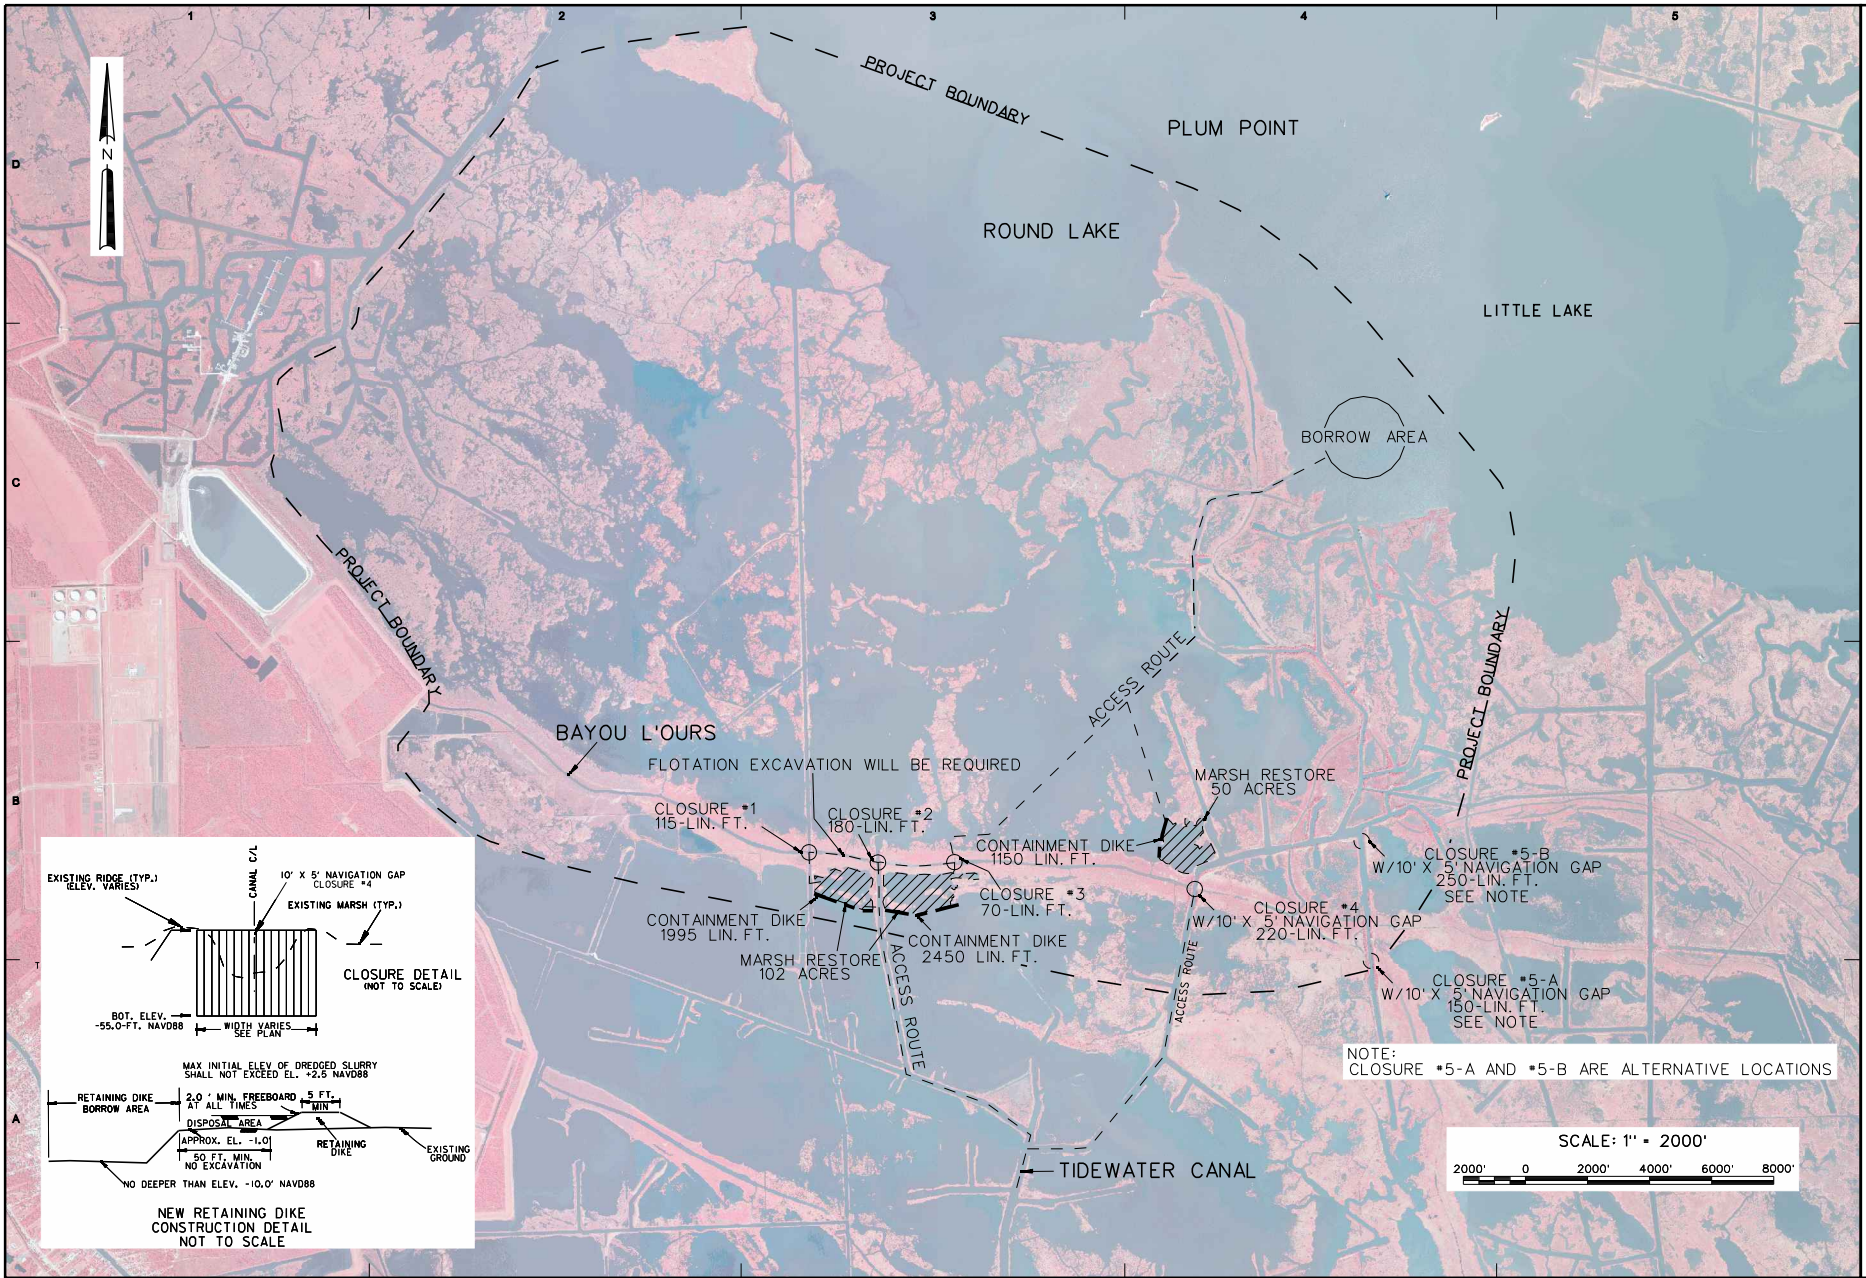 1
2
3
4
5
D
C
B
A
N
PROJECT BOUNDARY
PLUM POINT
ROUND LAKE
LITTLE LAKE
BORROW AREA
PROJECT BOUNDARY
PROJECT BOUNDARY
ACCESS ROUTE
BAYOU L'OURS
FLOTATION EXCAVATION WILL BE REQUIRED
MARSH RESTORE
50 ACRES
CLOSURE #1
115-LIN. FT.
CLOSURE #2
180-LIN. FT.
CONTAINMENT DIKE
1150 LIN. FT.
CLOSURE #3
70-LIN. FT.
CLOSURE #5-B
W/10' X 5' NAVIGATION GAP
250-LIN. FT.
SEE NOTE
CLOSURE #4
W/10' X 5' NAVIGATION GAP
220-LIN. FT.
CONTAINMENT DIKE
1995 LIN. FT.
CONTAINMENT DIKE
2450 LIN. FT.
MARSH RESTORE
102 ACRES
ACCESS ROUTE
ACCESS ROUTE
CLOSURE #5-A
W/10' X 5' NAVIGATION GAP
150-LIN. FT.
SEE NOTE
NOTE:
CLOSURE #5-A AND #5-B ARE ALTERNATIVE LOCATIONS
TIDEWATER CANAL
SCALE: 1" = 2000'
2000' 0 2000' 4000' 6000' 8000'
CANAL C/L
EXISTING RIDGE (TYP.)
(ELEV. VARIES)
10' X 5' NAVIGATION GAP
CLOSURE #4
EXISTING MARSH (TYP.)
CLOSURE DETAIL
(NOT TO SCALE)
BOT. ELEV.
-55.0-FT. NAVD88
WIDTH VARIES
SEE PLAN
MAX INITIAL ELEV OF DREDGED SLURRY
SHALL NOT EXCEED EL. +2.5 NAVD88
RETAINING DIKE
BORROW AREA
2.0 ' MIN. FREEBOARD
AT ALL TIMES
5 FT.
MIN
DISPOSAL AREA
APPROX. EL. -1.0'
50 FT. MIN.
NO EXCAVATION
RETAINING
DIKE
EXISTING
GROUND
NO DEEPER THAN ELEV. -10.0' NAVD88
NEW RETAINING DIKE
CONSTRUCTION DETAIL
NOT TO SCALE